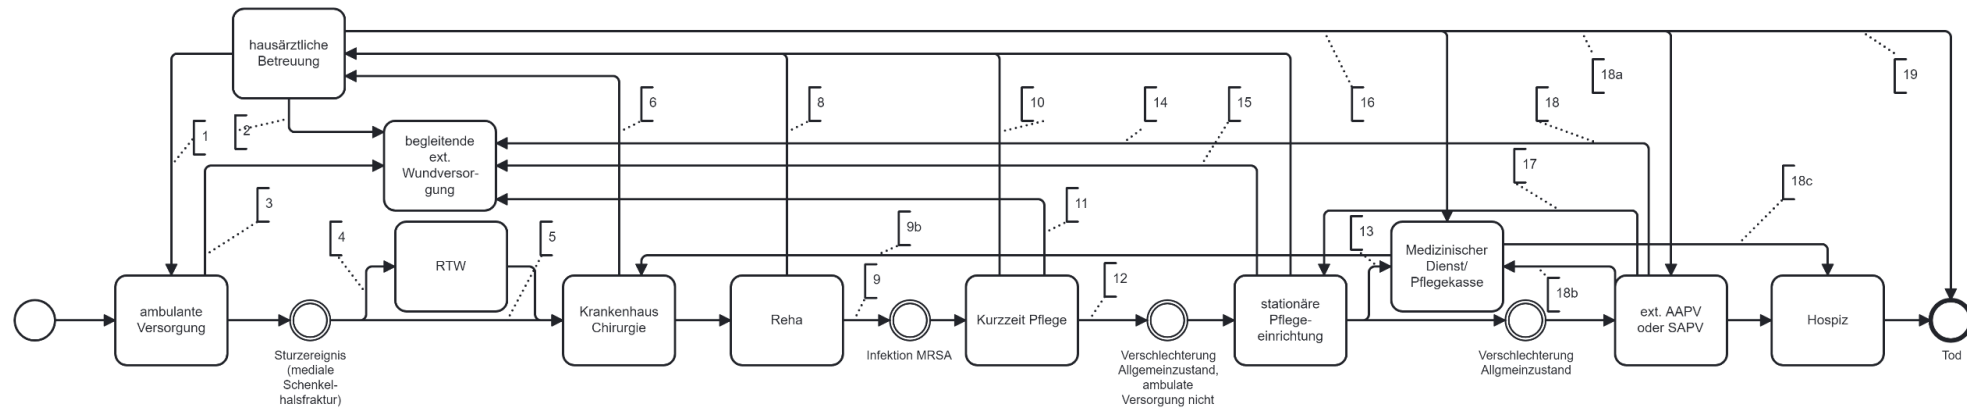 hausärztliche
Betreuung
18a
19
6
8
10
14
15
16
18
1
2
begleitende
ext.
Wundversor-
gung
17
18c
3
4
5
9b
11
13
RTW
Medizinischer
Dienst/
Pflegekasse
9
12
18b
ambulante
Versorgung
Krankenhaus
Chirurgie
Reha
Kurzzeit Pflege
stationäre
Pflege-
einrichtung
ext. AAPV
oder SAPV
Hospiz
Sturzereignis
(mediale
Schenkel-
halsfraktur)
Infektion MRSA
Verschlechterung
Allgemeinzustand,
ambulate
Versorgung nicht
Verschlechterung
Allgmeinzustand
Tod